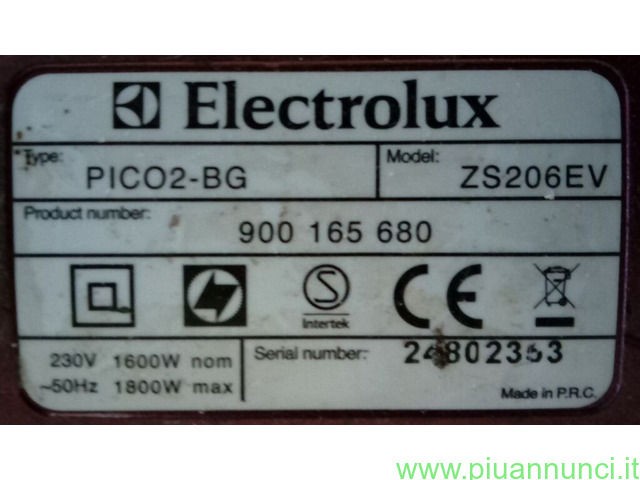 Electrolux
Type: Model:
PICO2-BG ZS206EV
Product number:
900 165 680
S
Intertek
CE
230V 1600W nom Serial number: 24802353
~50Hz 1800W max
Made in P.R.C.
www.piuannunci.it